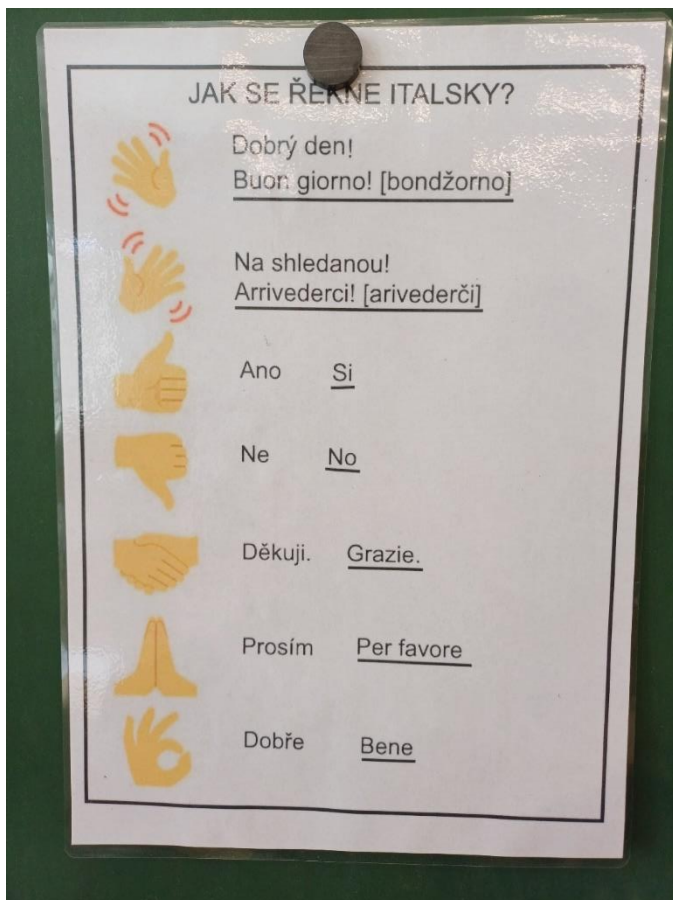 JAK SE ŘEKNE ITALSKY?
Dobrý den!
Buon giorno! [bondžorno]
Na shledanou!
Arrivederci! [arivederči]
Ano Si
Ne No
Děkuji. Grazie.
Prosím Per favore
Dobře Bene